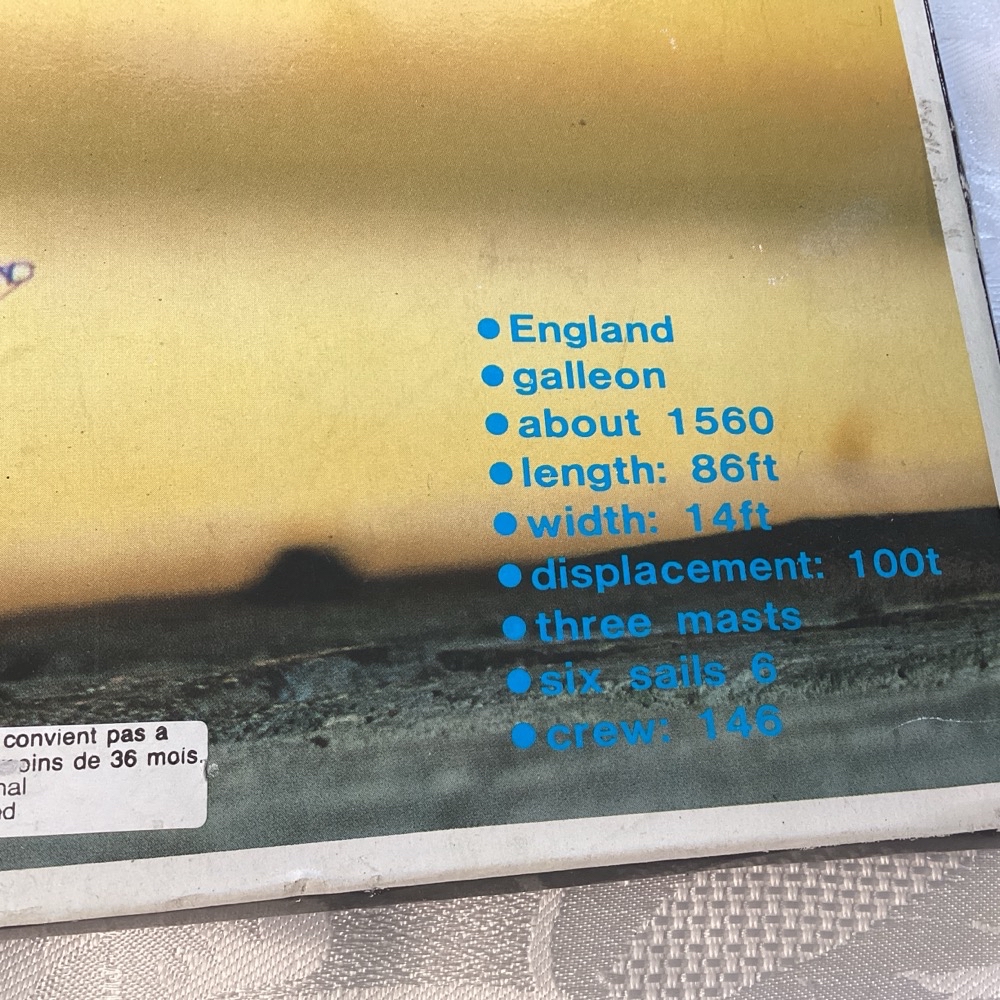 • England
• galleon
• about 1560
• length: 86ft
• width: 14ft
• displacement: 100t
• three masts
• six sails 6
• crew: 146
convient pas a
oins de 36 mois.
nal
ed